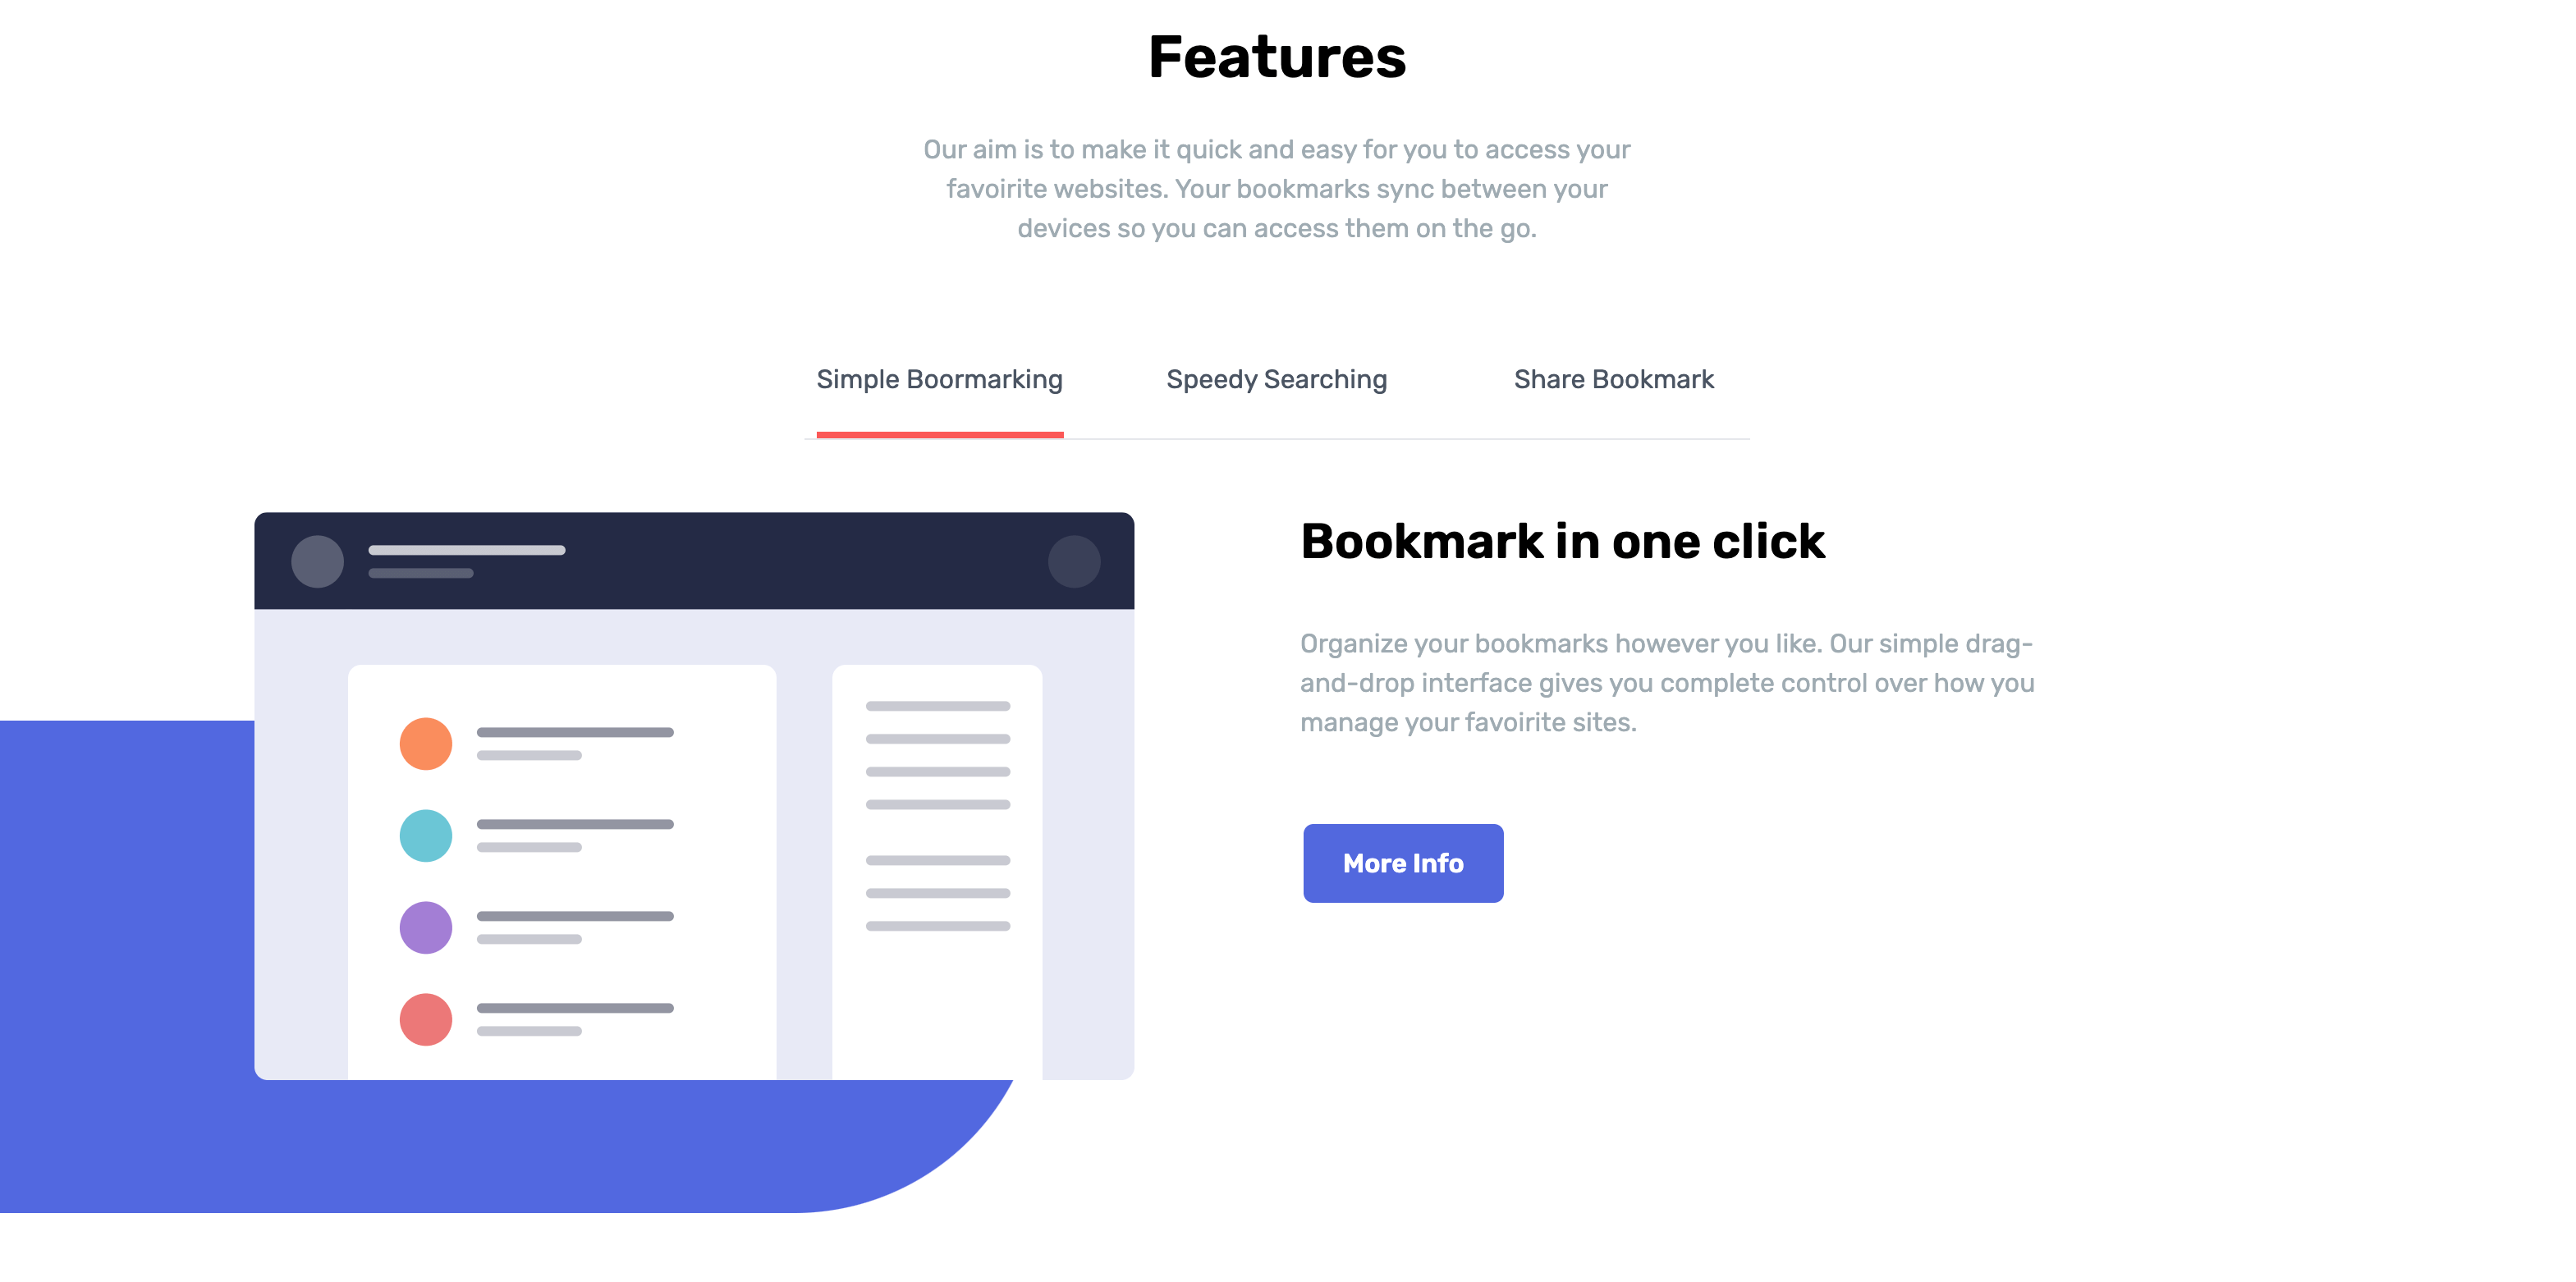 Features
Our aim is to make it quick and easy for you to access your
favoirite websites. Your bookmarks sync between your
devices so you can access them on the go.
Simple Boormarking
Speedy Searching
Share Bookmark
Bookmark in one click
Organize your bookmarks however you like. Our simple drag-
and-drop interface gives you complete control over how you
manage your favoirite sites.
More Info